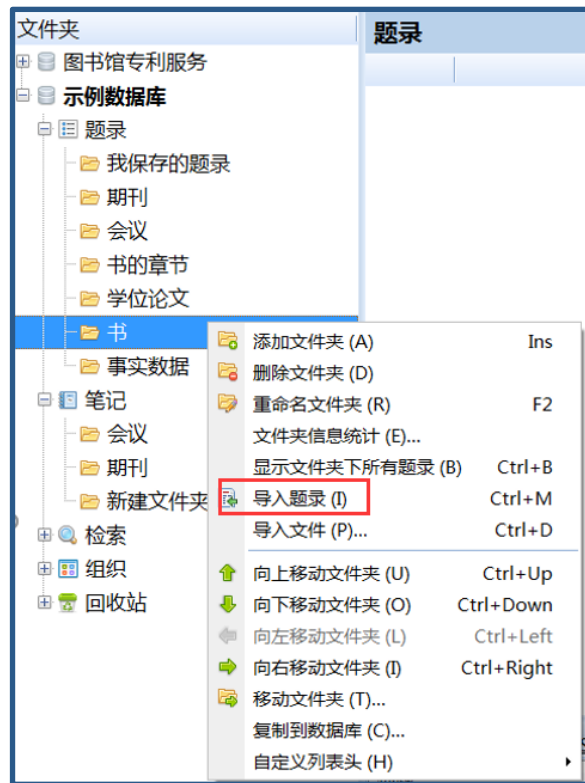 文件夹
题录
图书馆专利服务
示例数据库
题录
我保存的题录
期刊
会议
书的章节
学位论文
书
事实数据
笔记
会议
期刊
新建文件夹
检索
组织
回收站
添加文件夹 (A) Ins
删除文件夹 (D)
重命名文件夹 (R) F2
文件夹信息统计 (E)...
显示文件夹下所有题录 (B) Ctrl+B
导入题录 (I) Ctrl+M
导入文件 (P)... Ctrl+D
向上移动文件夹 (U) Ctrl+Up
向下移动文件夹 (O) Ctrl+Down
向左移动文件夹 (L) Ctrl+Left
向右移动文件夹 (I) Ctrl+Right
移动文件夹 (T)...
复制到数据库 (C)...
自定义列表头 (H)